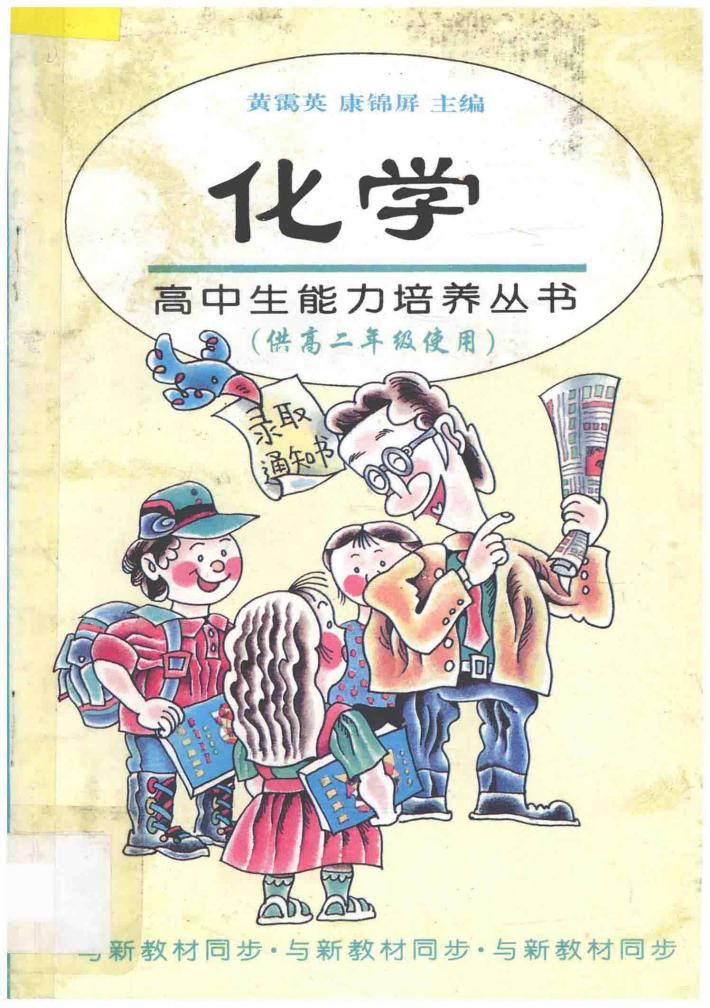 黄霭英 康锦屏 主编
化学
高中生能力培养丛书
(供高二年级使用)
录取
通知书
与新教材同步·与新教材同步·与新教材同步